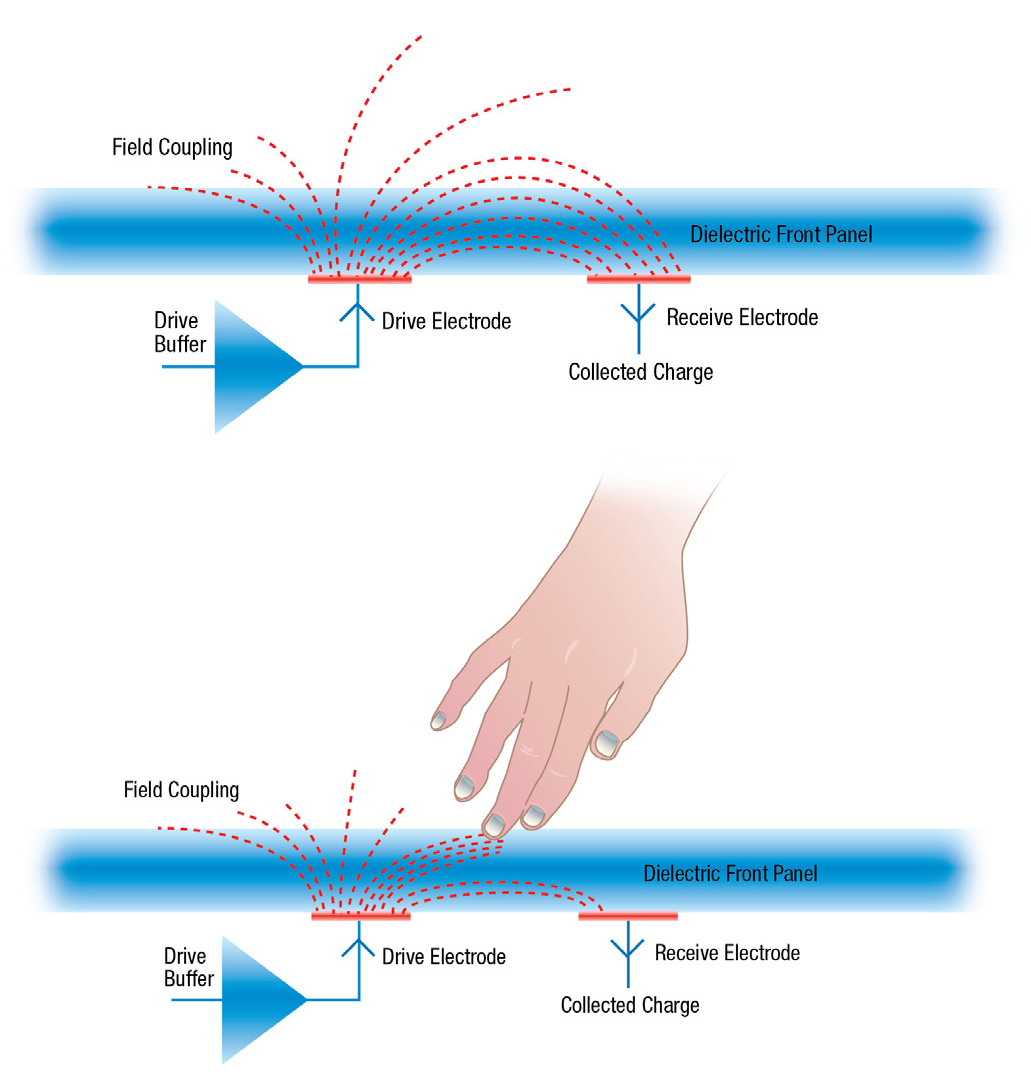 Field Coupling
Dielectric Front Panel
Drive
Buffer
Drive Electrode
Receive Electrode
Collected Charge
Field Coupling
Dielectric Front Panel
Drive
Buffer
Drive Electrode
Receive Electrode
Collected Charge